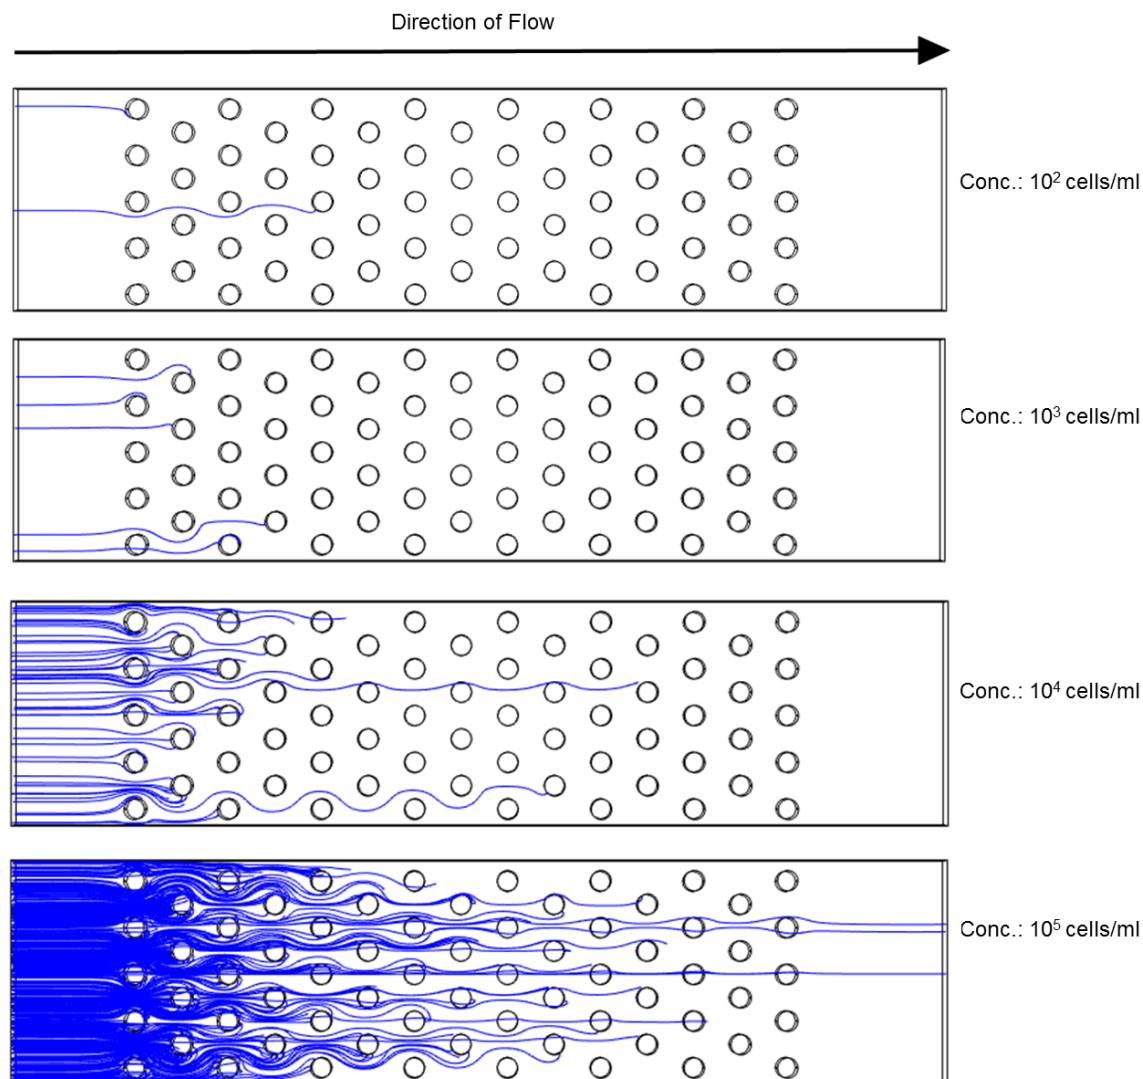 Direction of Flow
Conc.: 10² cells/ml
Conc.: 10³ cells/ml
Conc.: 10⁴ cells/ml
Conc.: 10⁵ cells/ml